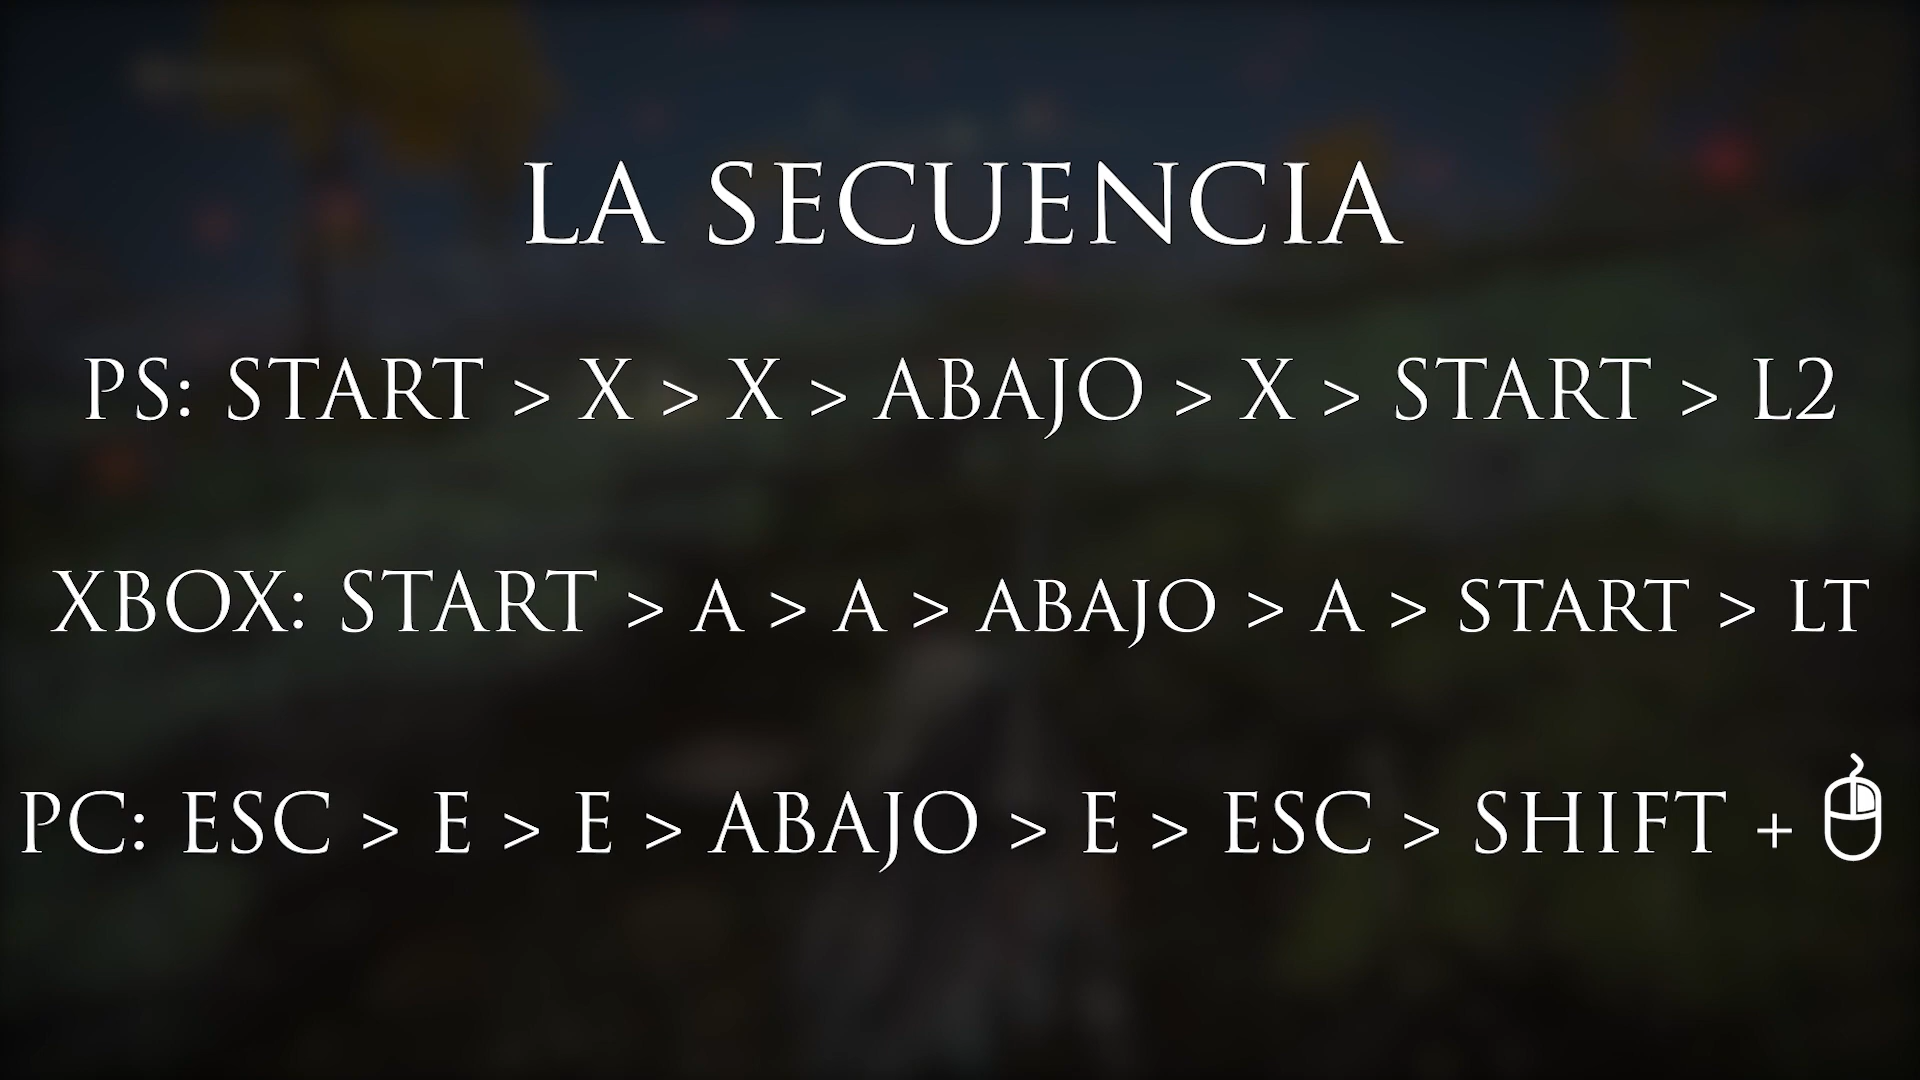 LA SECUENCIA
PS: START > X > X > ABAJO > X > START > L2
XBOX: START > A > A > ABAJO > A > START > LT
PC: ESC > E > E > ABAJO > E > ESC > SHIFT +